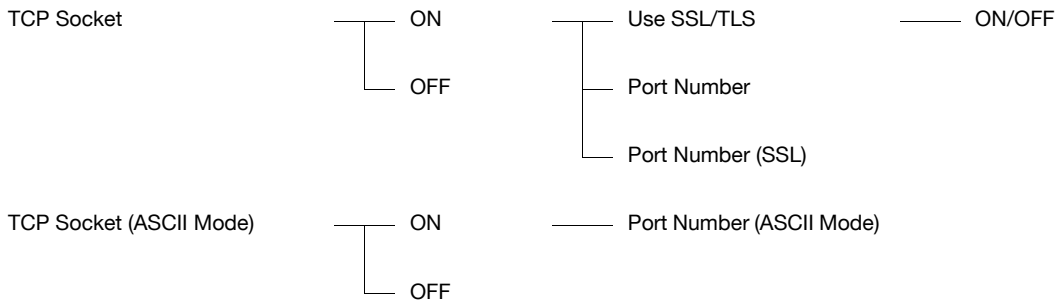 TCP Socket ON Use SSL/TLS ON/OFF
OFF Port Number
Port Number (SSL)
TCP Socket (ASCII Mode) ON Port Number (ASCII Mode)
OFF